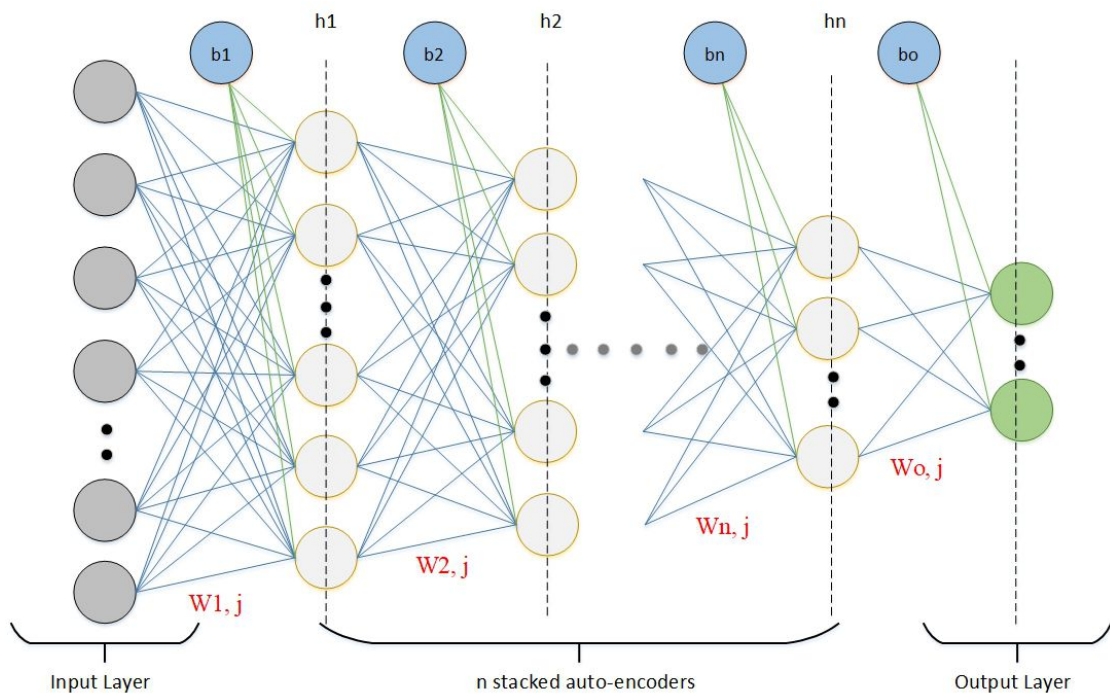 h1
h2
hn
b1
b2
bn
bo
W1, j
W2, j
Wn, j
Wo, j
Input Layer
n stacked auto-encoders
Output Layer